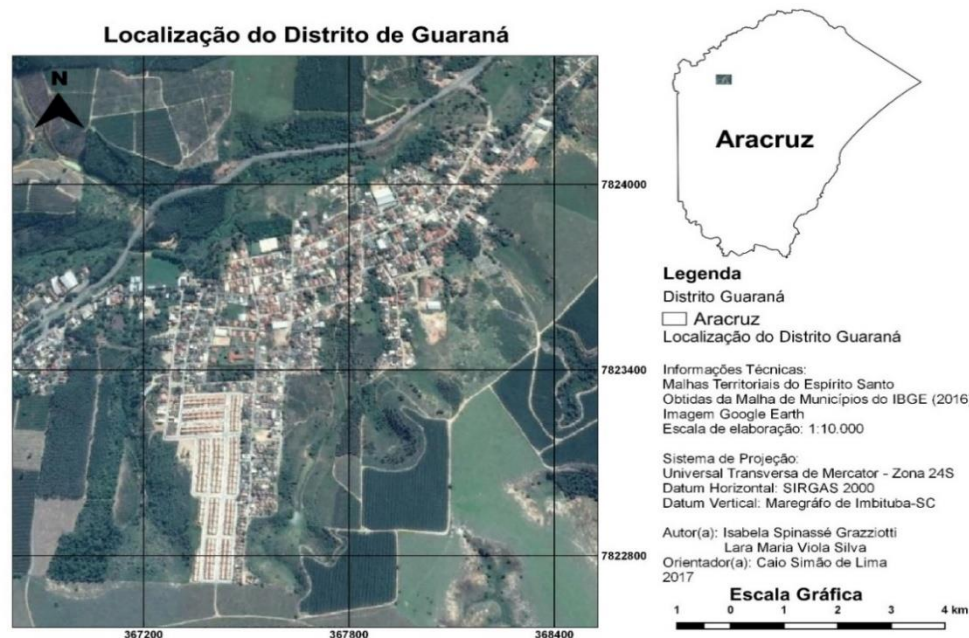 Localização do Distrito de Guaraná
N
7824000
7823400
7822800
367200 367800 368400
Aracruz
Legenda
Distrito Guaraná
Aracruz
Localização do Distrito Guaraná
Informações Técnicas:
Malhas Territoriais do Espírito Santo
Obtidas da Malha de Municípios do IBGE (2016)
Imagem Google Earth
Escala de elaboração: 1:10.000
Sistema de Projeção:
Universal Transversa de Mercator - Zona 24S
Datum Horizontal: SIRGAS 2000
Datum Vertical: Maregráfo de Imbituba-SC
Autor(a): Isabela Spinassé Grazziotti
Lara Maria Viola Silva
Orientador(a): Caio Simão de Lima
2017
Escala Gráfica
1 0 1 2 3 4 km